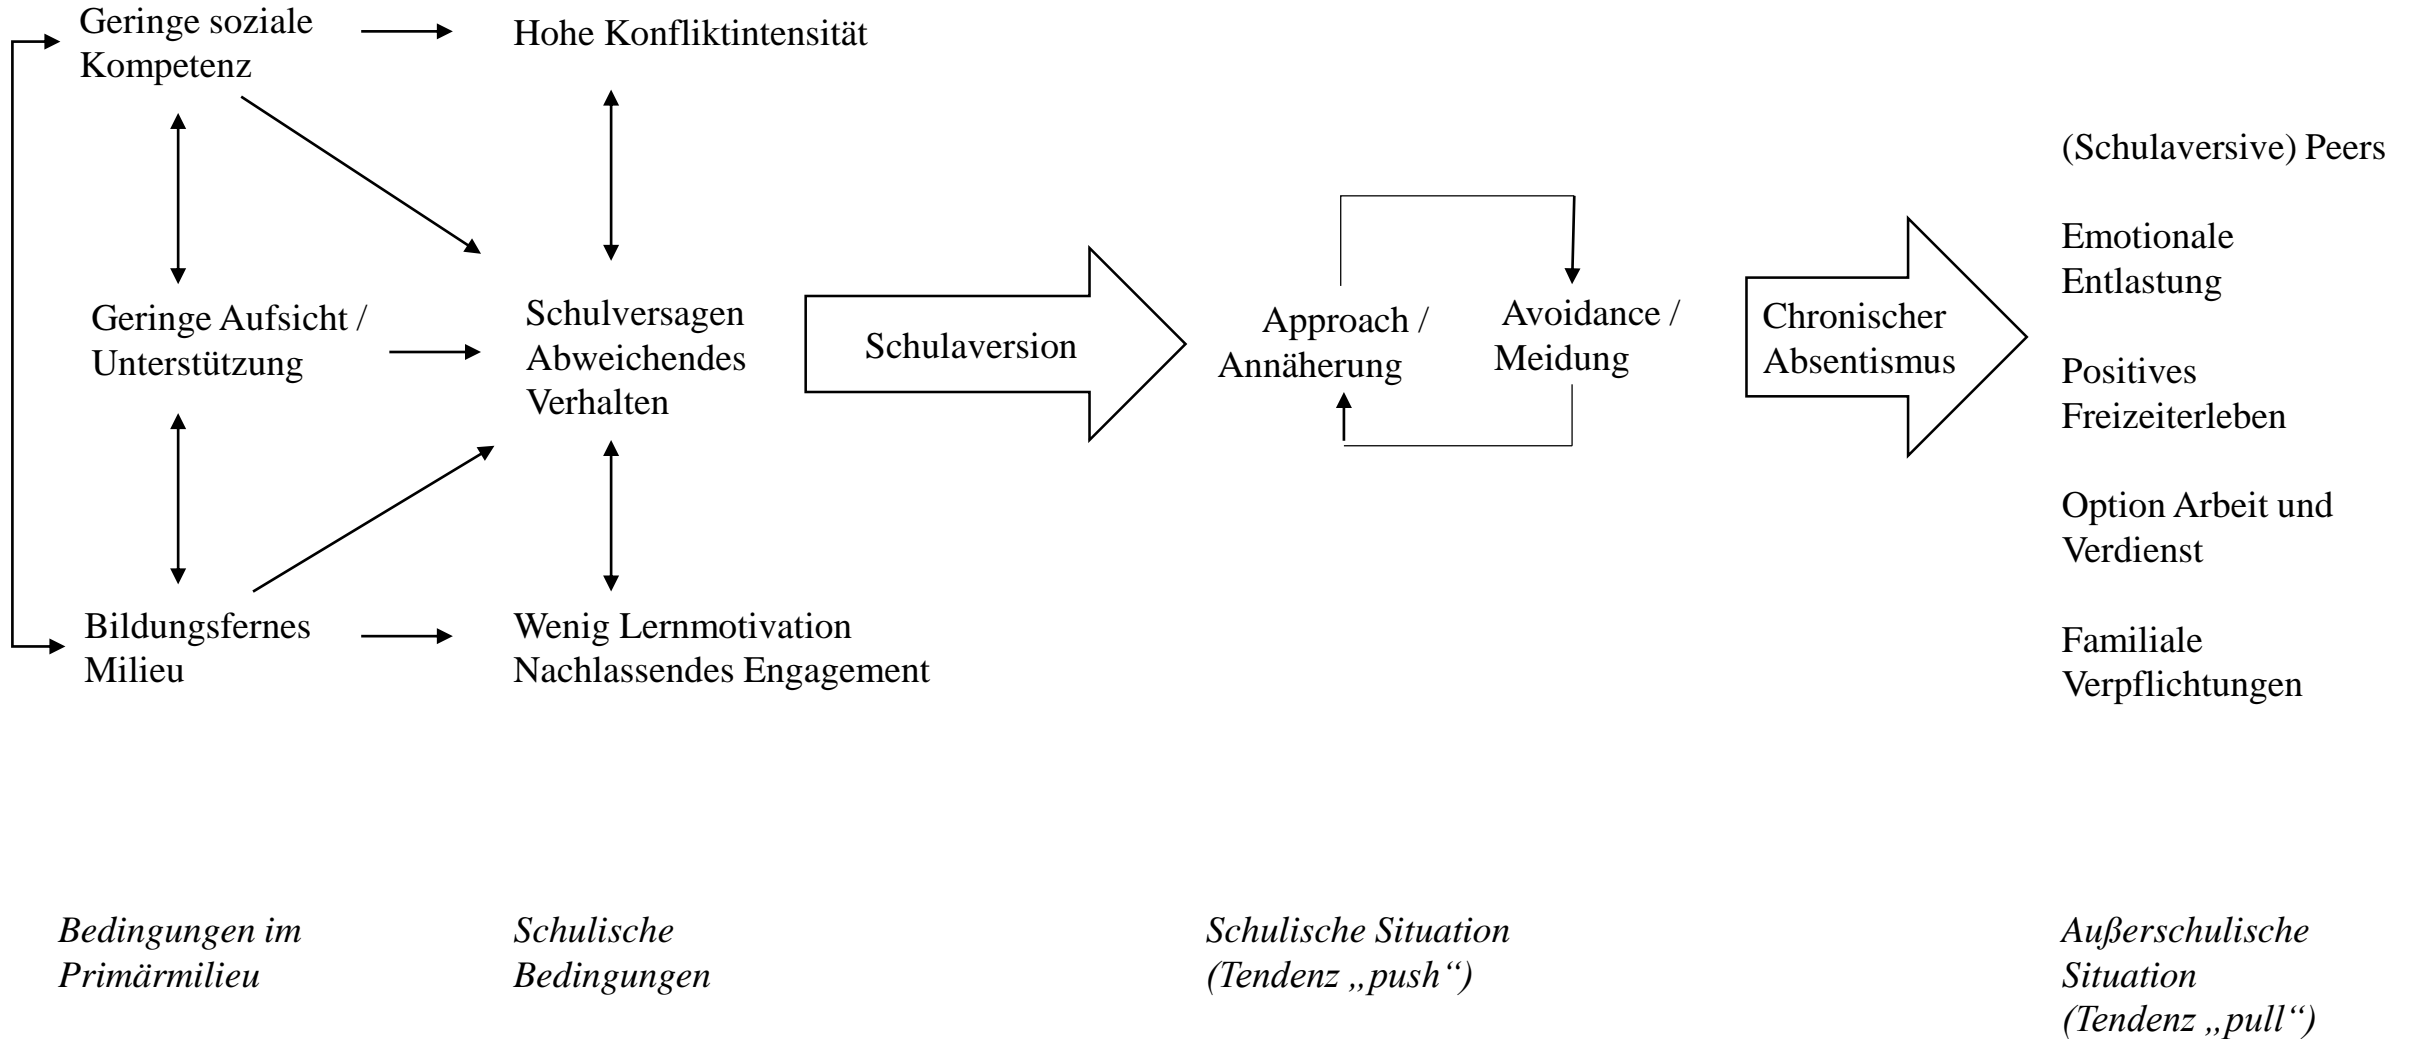 Geringe soziale
Kompetenz
Hohe Konfliktintensität
Geringe Aufsicht /
Unterstützung
Schulversagen
Abweichendes
Verhalten
Bildungsfernes
Milieu
Wenig Lernmotivation
Nachlassendes Engagement
Schulaversion
Approach /
Annäherung
Avoidance /
Meidung
Chronischer
Absentismus
(Schulaversive) Peers
Emotionale
Entlastung
Positives
Freizeiterleben
Option Arbeit und
Verdienst
Familiale
Verpflichtungen
Bedingungen im
Primärmilieu
Schulische
Bedingungen
Schulische Situation
(Tendenz „push“)
Außerschulische
Situation
(Tendenz „pull“)